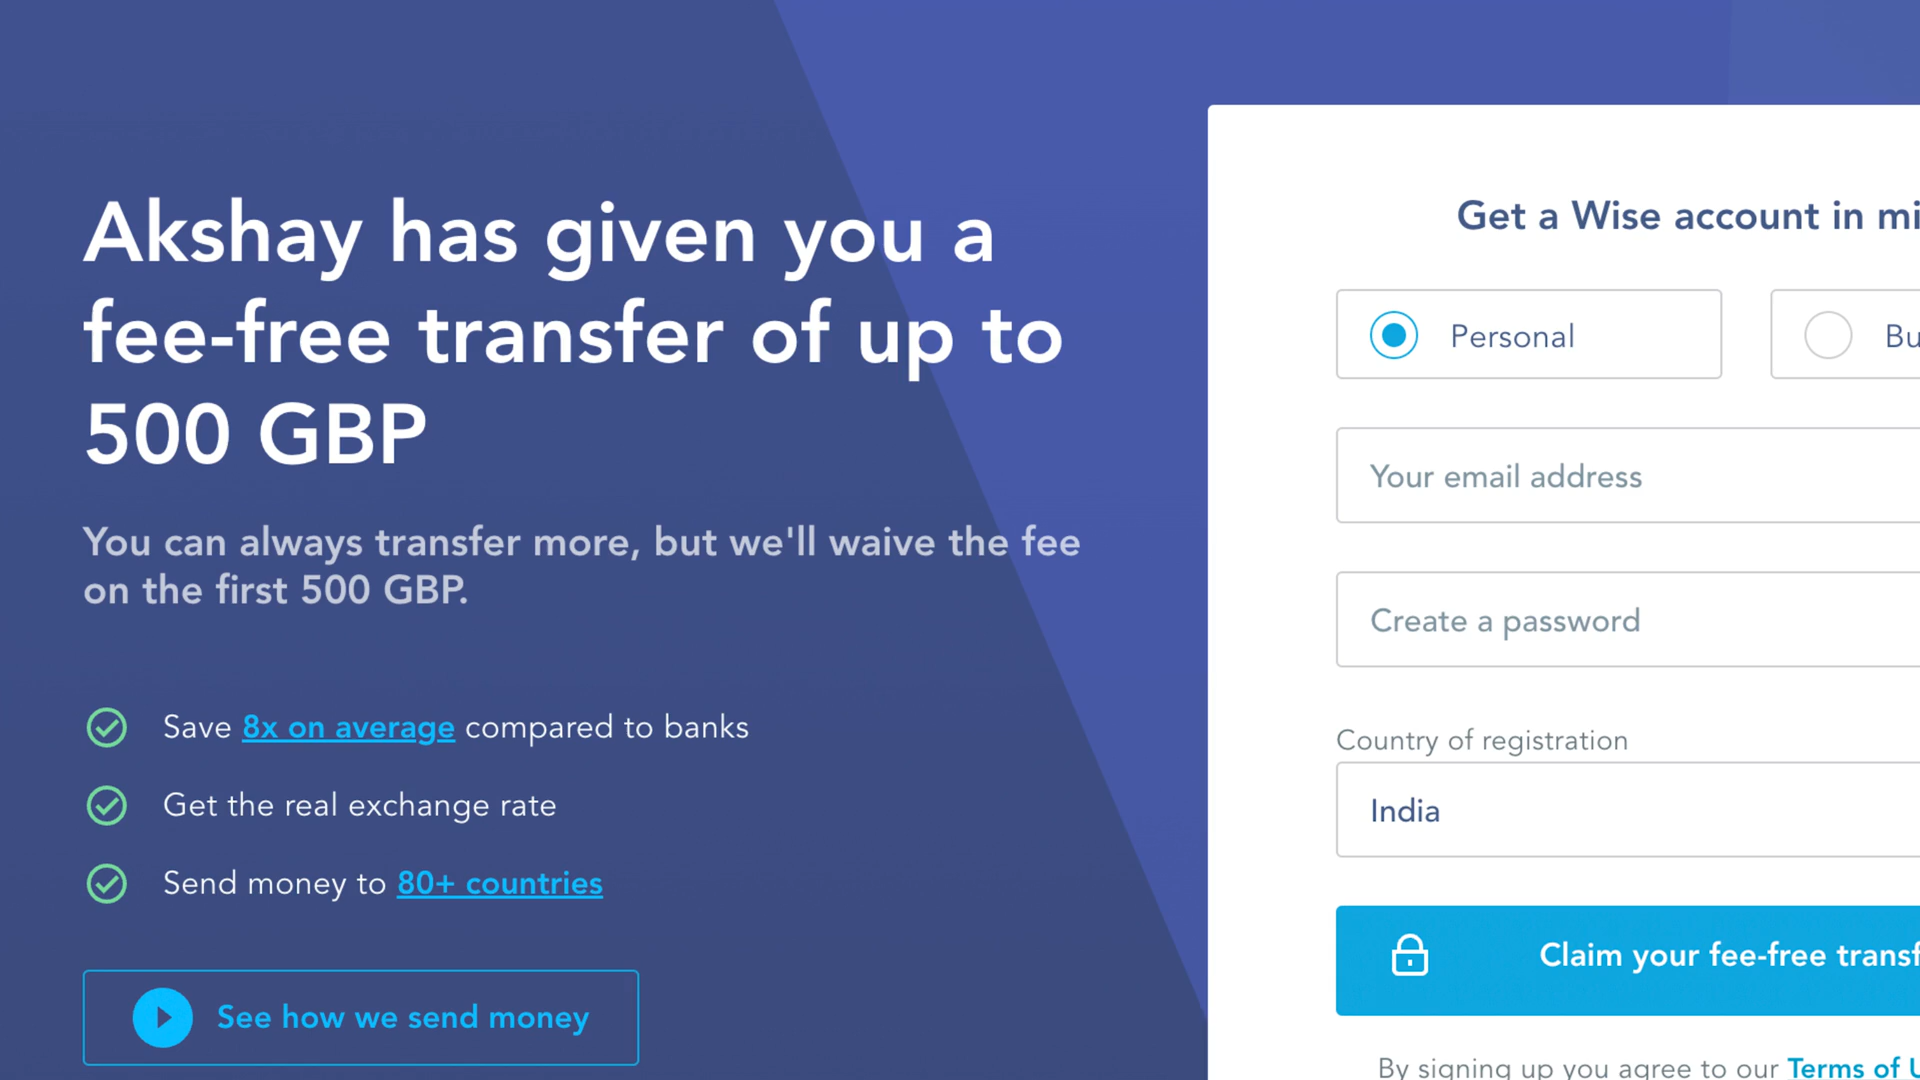 Akshay has given you a
fee-free transfer of up to
500 GBP
You can always transfer more, but we'll waive the fee
on the first 500 GBP.
Save 8x on average compared to banks
Get the real exchange rate
Send money to 80+ countries
See how we send money
Get a Wise account in mi
Personal
Bu
Your email address
Create a password
Country of registration
India
Claim your fee-free transf
By signing up you agree to our Terms of U